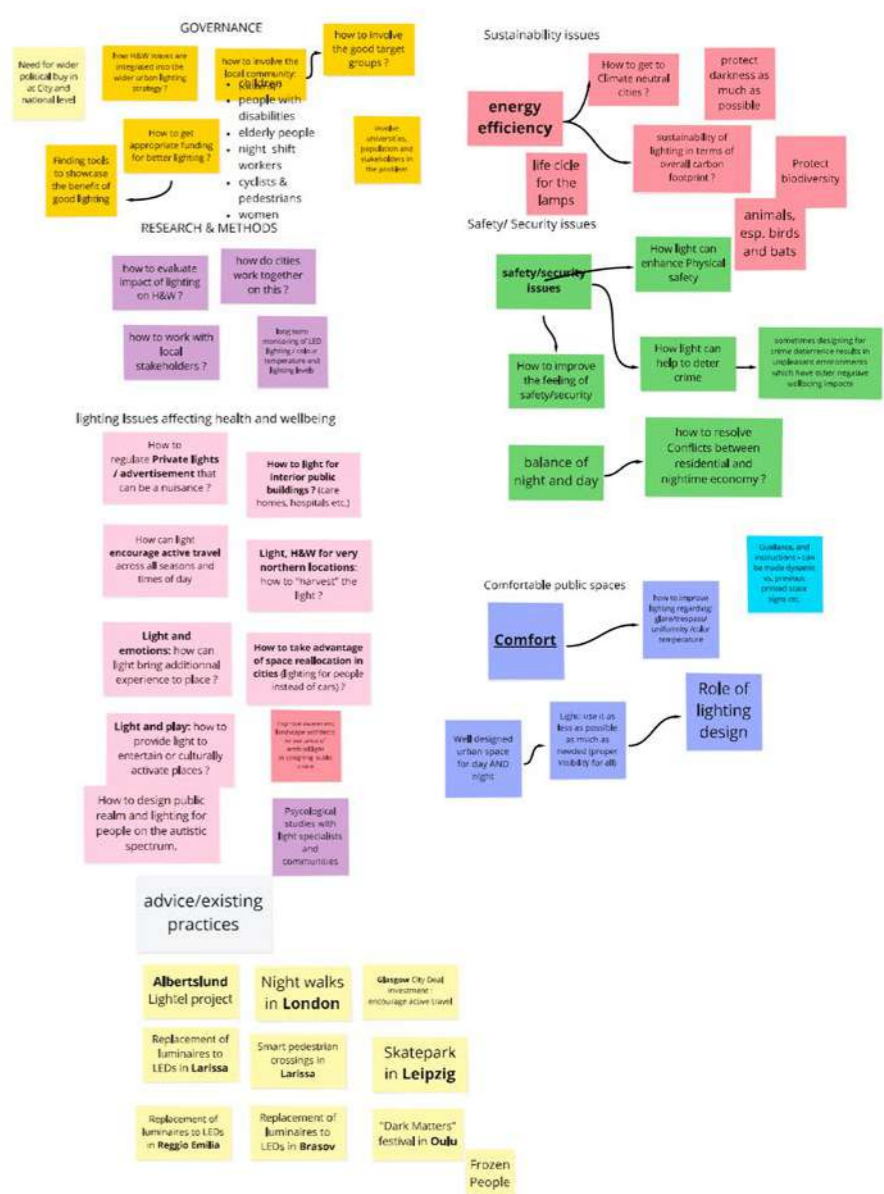 GOVERNANCE
Need for wider
political buy in
at City and
national level
how H&W issues are
integrated into the
wider urban lighting
strategy ?
how to involve the
local community:
• children
• people with
disabilities
• elderly people
• night shift
workers
• cyclists &
pedestrians
• women
how to involve
the good target
groups ?
How to get
appropriate funding
for better lighting ?
Finding tools
to showcase
the benefit of
good lighting
involve
universities,
population and
stakeholders in
the problem
RESEARCH & METHODS
how to evaluate
impact of lighting
on H&W ?
how do cities
work together
on this ?
how to work with
local
stakeholders ?
long term
monitoring of LED
lighting / colour
temperature and
lighting levels
lighting Issues affecting health and wellbeing
How to
regulate Private lights
/ advertisement that
can be a nuisance ?
How to light for
interior public
buildings ? (care
homes, hospitals etc.)
How can light
encourage active travel
across all seasons and
times of day
Light, H&W for very
northern locations:
how to "harvest" the
light ?
Light and
emotions: how can
light bring additionnal
experience to place ?
How to take advantage
of space reallocation in
cities (lighting for people
instead of cars) ?
Light and play: how to
provide light to
entertain or culturally
activate places ?
landscape architects
artificial light
How to design public
realm and lighting for
people on the autistic
spectrum.
Psycological
studies with
light specialists
and
communities
advice/existing
practices
Albertslund
Lightel project
Night walks
in London
Glasgow City Deal
investment :
encourage active travel
Replacement of
luminaires to
LEDs in Larissa
Smart pedestrian
crossings in
Larissa
Skatepark
in Leipzig
Replacement of
luminaires to LEDs
in Reggio Emilia
Replacement of
luminaires to
LEDs in Brasov
"Dark Matters"
festival in Oulu
Frozen
People
Sustainability issues
energy
efficiency
How to get to
Climate neutral
cities ?
protect
darkness as
much as
possible
sustainability of
lighting in terms of
overall carbon
footprint ?
life cicle
for the
lamps
Protect
biodiversity
animals,
esp. birds
and bats
Safety/ Security issues
safety/security
issues
How light can
enhance Physical
safety
How to improve
the feeling of
safety/security
How light can
help to deter
crime
sometimes designing for
crime deterrence results in
unpleasant environments
which have older negative
wellbeing impacts
balance of
night and day
how to resolve
Conflicts between
residential and
nightime economy ?
Comfortable public spaces
Guidance, and
instructions - can
be made dynamic
vs. previous
printed static
signs etc.
Comfort
how to improve
lighting regarding:
glare/trespass/
uniformity /color
temperature
Well designed
urban space
for day AND
night
Light: use it as
less as possible
as much as
needed (proper
visibility for all)
Role of
lighting
design